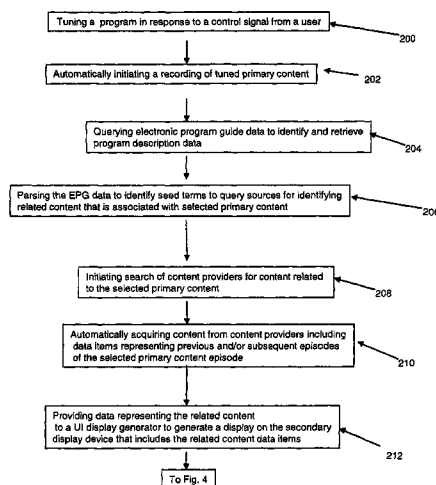 Tuning a program in response to a control signal from a user
200
Automatically initiating a recording of tuned primary content
202
Querying electronic program guide data to identify and retrieve
program description data
204
Parsing the EPG data to identify seed terms to query sources for identifying
related content that is associated with selected primary content
206
Initiating search of content providers for content related
to the selected primary content
208
Automatically acquiring content from content providers including
data items representing previous and/or subsequent episodes
of the selected primary content episode
210
Providing data representing the related content
to a UI display generator to generate a display on the secondary
display device that includes the related content data items
212
To Fig. 4